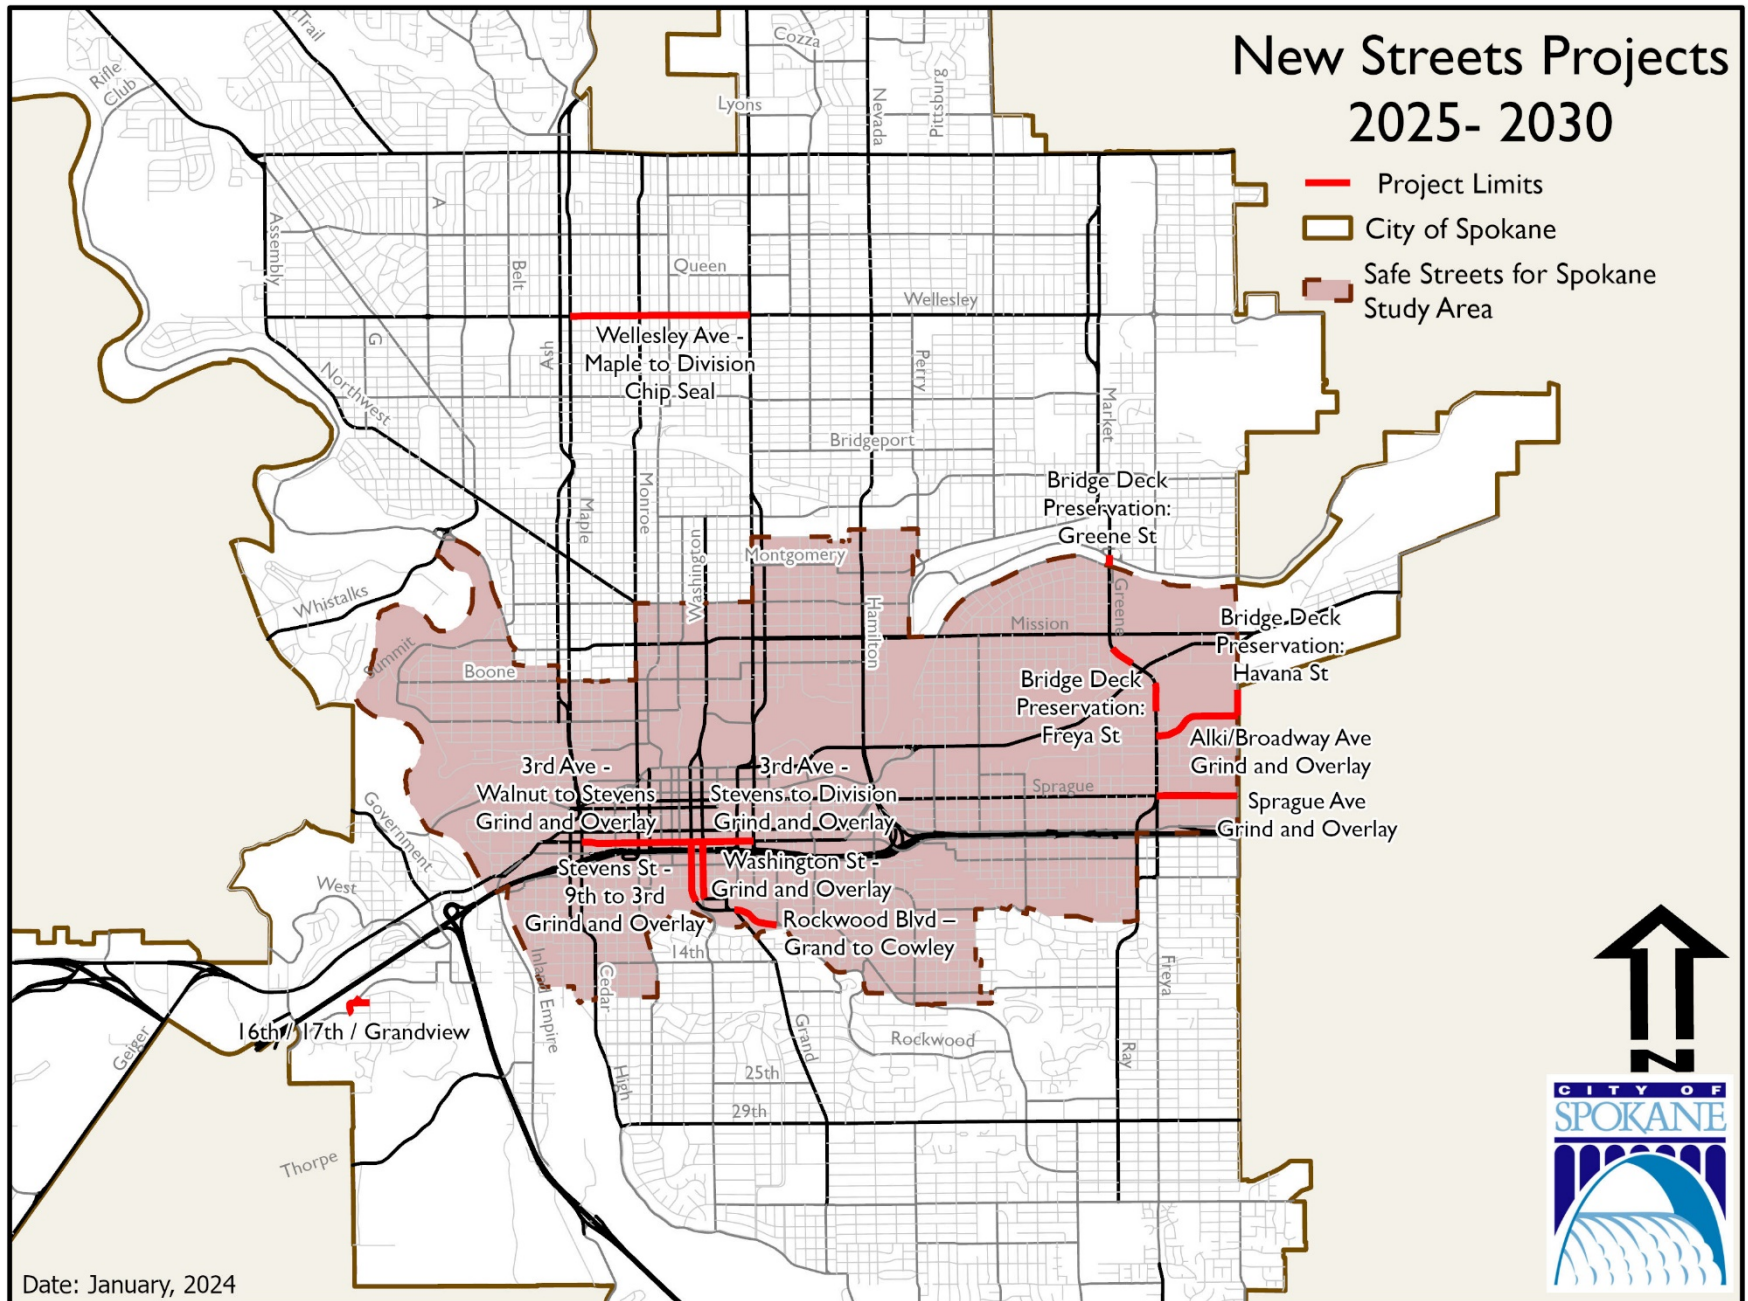 New Streets Projects
2025- 2030
Project Limits
City of Spokane
Safe Streets for Spokane
Study Area
Trail
Rifle
Club
Cozza
Lyons
Nevada
Pittsburg
Assembly
A
Belt
Queen
Wellesley
Wellesley Ave -
Maple to Division
Chip Seal
G
Ash
Perry
Northwest
Market
Bridgeport
Maple
Monroe
Bridge Deck
Preservation:
Greene St
Washington
Montgomery
Whistalks
Hamilton
Greene
Mission
Summit
Boone
Bridge Deck
Preservation:
Havana St
Bridge Deck
Preservation:
Freya St
Alki/Broadway Ave
Grind and Overlay
3rd Ave -
Walnut to Stevens
Grind and Overlay
3rd Ave -
Stevens to Division
Grind and Overlay
Sprague
Sprague Ave
Grind and Overlay
Government
West
Stevens St -
9th to 3rd
Grind and Overlay
Washington St -
Grind and Overlay
Rockwood Blvd –
Grand to Cowley
14th
Inland Empire
Cedar
Freya
16th / 17th / Grandview
Geiger
Grand
Rockwood
Ray
High
25th
29th
Thorpe
N
CITY OF
SPOKANE
Date: January, 2024